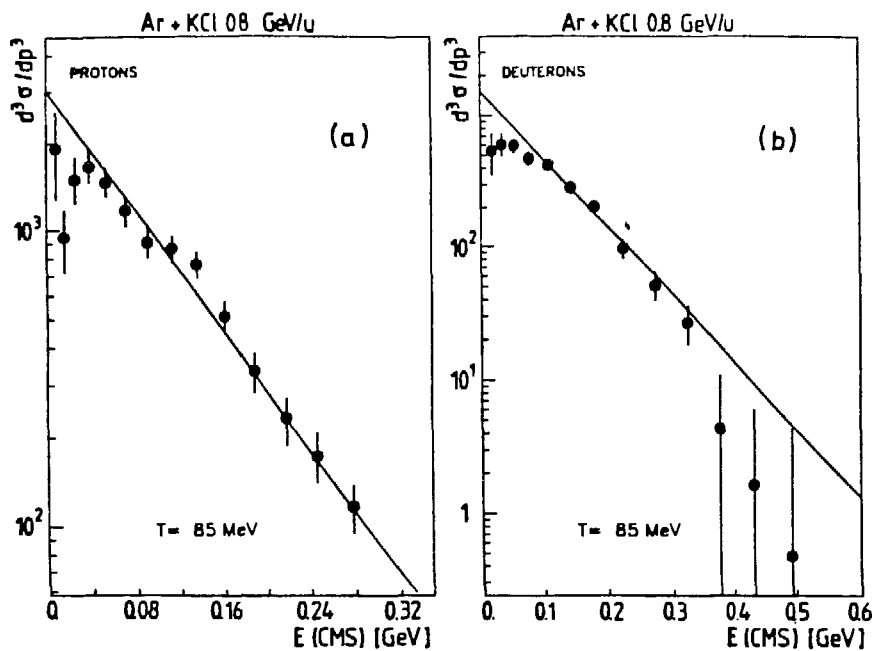 Ar + KCl 08 GeV/u
d³σ/dp³
PROTONS
(a)
10³
10²
T = 85 MeV
0. 0.08 0.16 0.24 0.32
E (CMS) [GeV]
Ar + KCl 0.8 GeV/u
d³σ/dp³
DEUTERONS
(b)
10³
10²
10¹
1
T = 85 MeV
0. 0.1 0.2 0.3 0.4 0.5 0.6
E (CMS) [GeV]